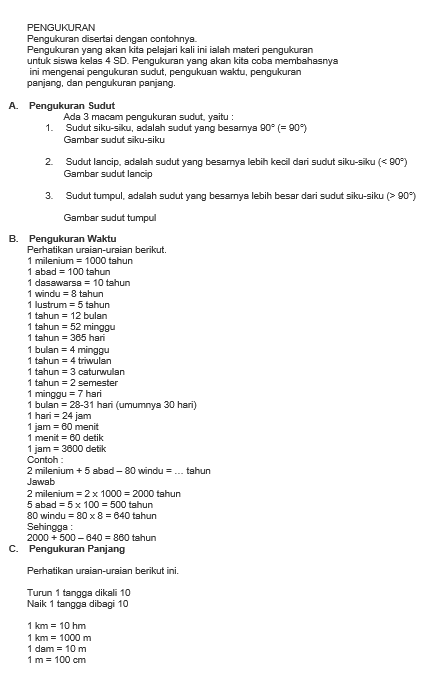 PENGUKURAN
Pengukuran disertai dengan contohnya.
Pengukuran yang akan kita pelajari kali ini ialah materi pengukuran
untuk siswa kelas 4 SD. Pengukuran yang akan kita coba membahasnya
ini mengenai pengukuran sudut, pengukuan waktu, pengukuran
panjang, dan pengukuran panjang.
A. Pengukuran Sudut
Ada 3 macam pengukuran sudut, yaitu :
1. Sudut siku-siku, adalah sudut yang besarnya 90° (= 90°)
Gambar sudut siku-siku
2. Sudut lancip, adalah sudut yang besarnya lebih kecil dari sudut siku-siku (< 90°)
Gambar sudut lancip
3. Sudut tumpul, adalah sudut yang besarnya lebih besar dari sudut siku-siku (> 90°)
Gambar sudut tumpul
B. Pengukuran Waktu
Perhatikan uraian-uraian berikut.
1 milenium = 1000 tahun
1 abad = 100 tahun
1 dasawarsa = 10 tahun
1 windu = 8 tahun
1 lustrum = 5 tahun
1 tahun = 12 bulan
1 tahun = 52 minggu
1 tahun = 365 hari
1 bulan = 4 minggu
1 tahun = 4 triwulan
1 tahun = 3 caturwulan
1 tahun = 2 semester
1 minggu = 7 hari
1 bulan = 28-31 hari (umumnya 30 hari)
1 hari = 24 jam
1 jam = 60 menit
1 menit = 60 detik
1 jam = 3600 detik
Contoh :
2 milenium + 5 abad – 80 windu = … tahun
Jawab
2 milenium = 2 x 1000 = 2000 tahun
5 abad = 5 x 100 = 500 tahun
80 windu = 80 x 8 = 640 tahun
Sehingga :
2000 + 500 – 640 = 860 tahun
C. Pengukuran Panjang
Perhatikan uraian-uraian berikut ini.
Turun 1 tangga dikali 10
Naik 1 tangga dibagi 10
1 km = 10 hm
1 km = 1000 m
1 dam = 10 m
1 m = 100 cm